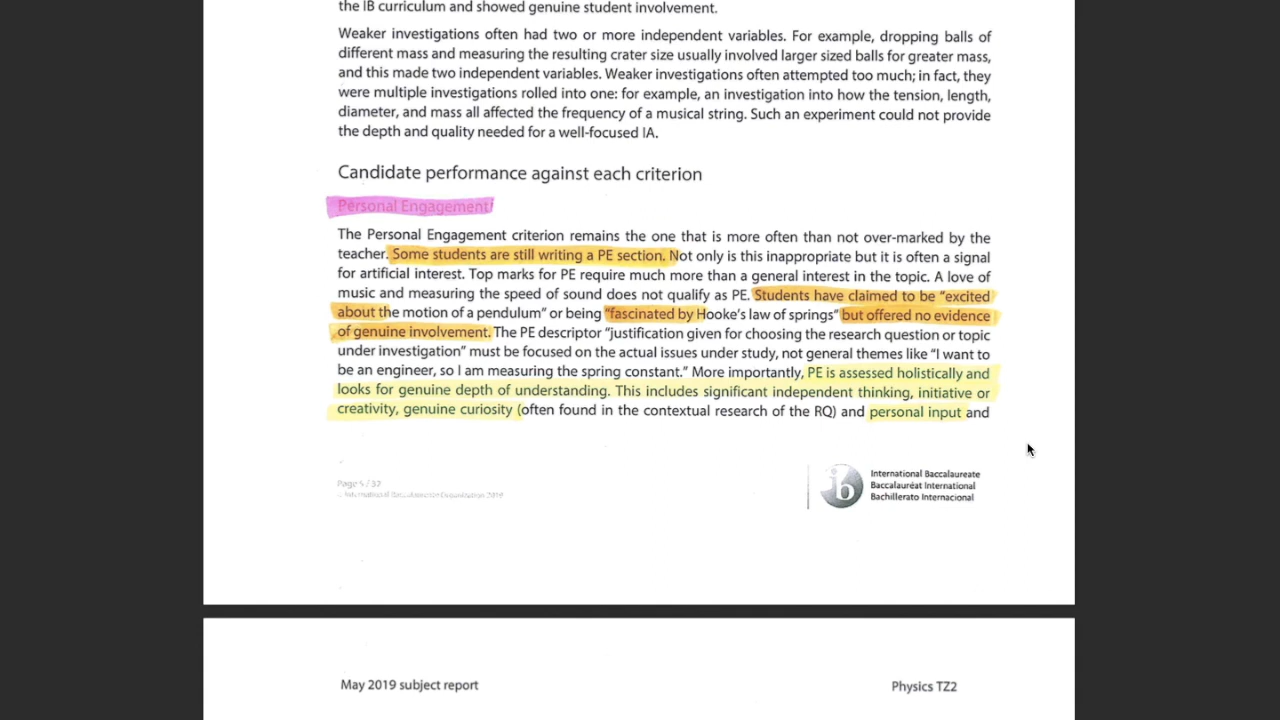 the IB curriculum and showed genuine student involvement.
Weaker investigations often had two or more independent variables. For example, dropping balls of
different mass and measuring the resulting crater size usually involved larger sized balls for greater mass,
and this made two independent variables. Weaker investigations often attempted too much; in fact, they
were multiple investigations rolled into one: for example, an investigation into how the tension, length,
diameter, and mass all affected the frequency of a musical string. Such an experiment could not provide
the depth and quality needed for a well-focused IA.
Candidate performance against each criterion
Personal Engagement
The Personal Engagement criterion remains the one that is more often than not over-marked by the
teacher. Some students are still writing a PE section. Not only is this inappropriate but it is often a signal
for artificial interest. Top marks for PE require much more than a general interest in the topic. A love of
music and measuring the speed of sound does not qualify as PE. Students have claimed to be "excited
about the motion of a pendulum" or being "fascinated by Hooke's law of springs" but offered no evidence
of genuine involvement. The PE descriptor "justification given for choosing the research question or topic
under investigation" must be focused on the actual issues under study, not general themes like "I want to
be an engineer, so I am measuring the spring constant." More importantly, PE is assessed holistically and
looks for genuine depth of understanding. This includes significant independent thinking, initiative or
creativity, genuine curiosity (often found in the contextual research of the RQ) and personal input and
Page 5 / 32
© International Baccalaureate Organization 2019
ib
International Baccalaureate
Baccalauréat International
Bachillerato Internacional
May 2019 subject report
Physics TZ2